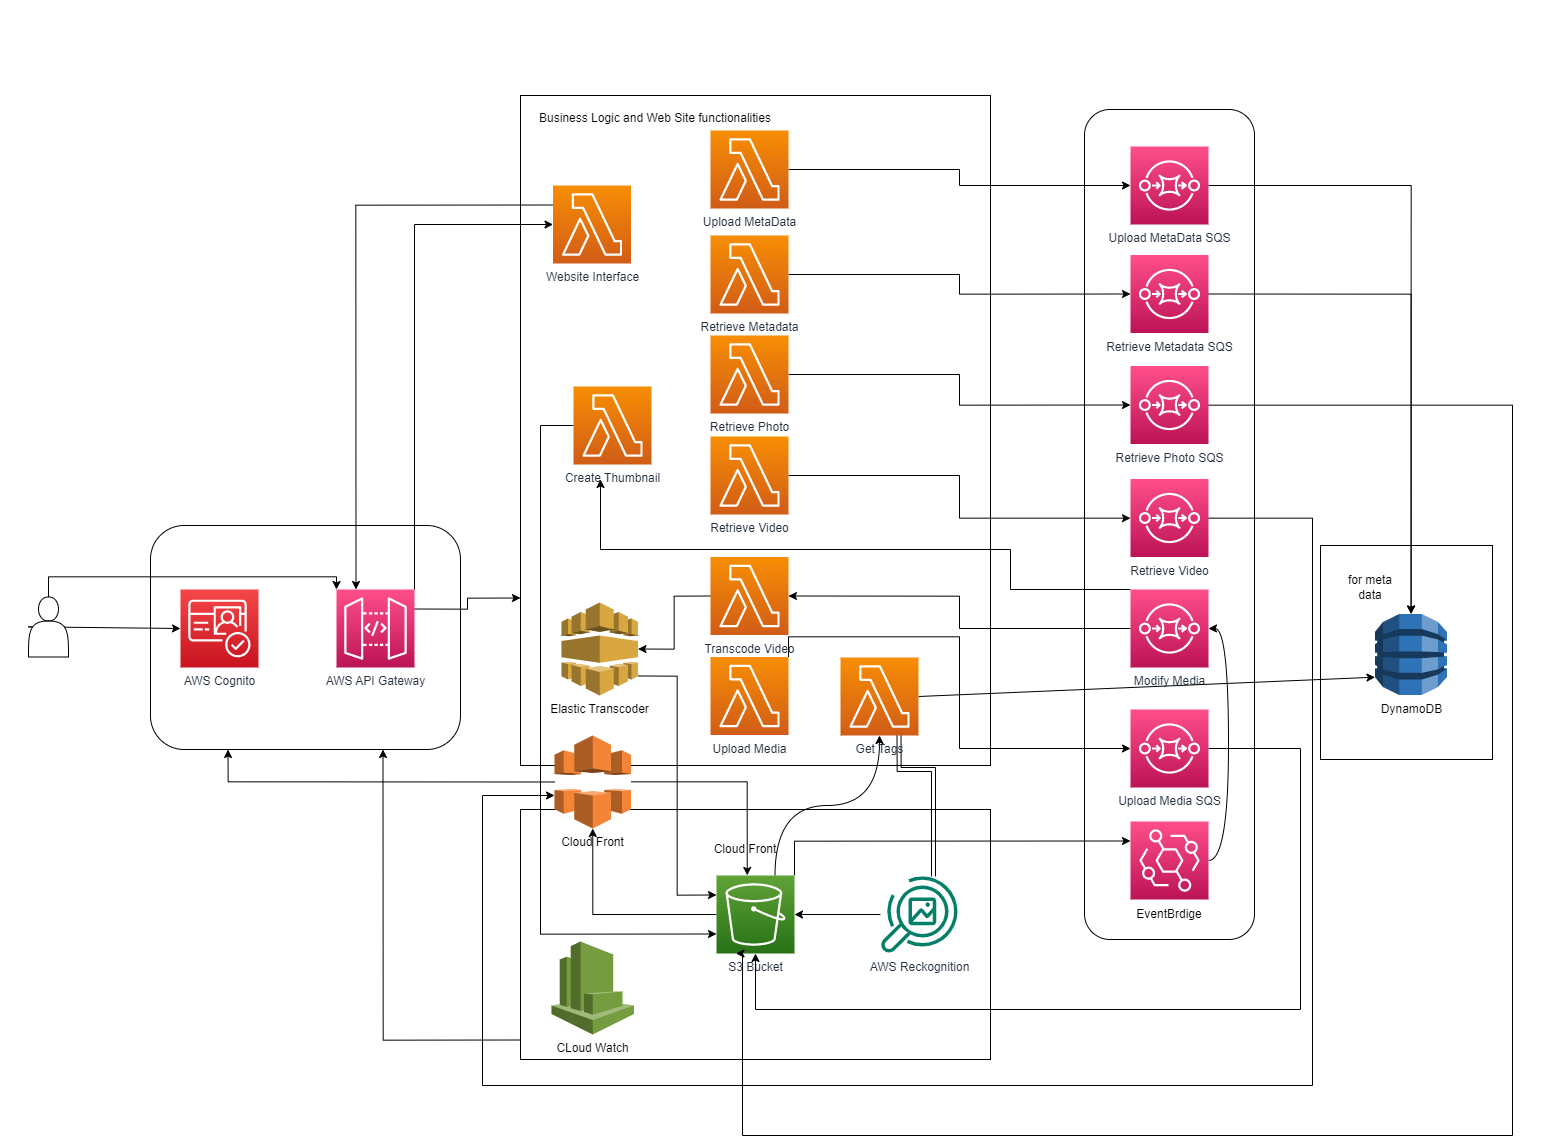 Business Logic and Web Site functionalities
Upload MetaData
Website Interface
Retrieve Metadata
Retrieve Photo
Create Thumbnail
Retrieve Video
Transcode Video
Elastic Transcoder
Upload Media
Get Tags
Upload MetaData SQS
Retrieve Metadata SQS
Retrieve Photo SQS
Retrieve Video
Modify Media
Upload Media SQS
EventBrdige
for meta
data
DynamoDB
AWS Cognito
AWS API Gateway
Cloud Front
Cloud Front
S3 Bucket
AWS Reckognition
CLoud Watch